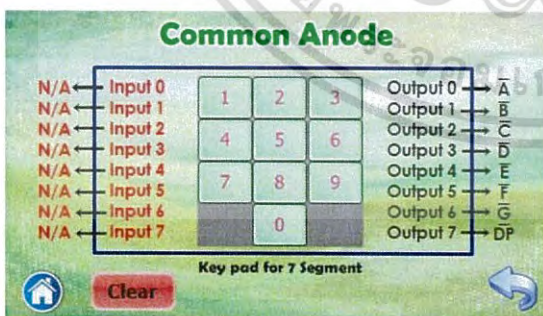 Common Anode
N/A Input 0
N/A Input 1
N/A Input 2
N/A Input 3
N/A Input 4
N/A Input 5
N/A Input 6
N/A Input 7
1 2 3
4 5 6
7 8 9
0
Output 0 A̅
Output 1 B̅
Output 2 C̅
Output 3 D̅
Output 4 E̅
Output 5 F̅
Output 6 G̅
Output 7 D̅P̅
Key pad for 7 Segment
Clear